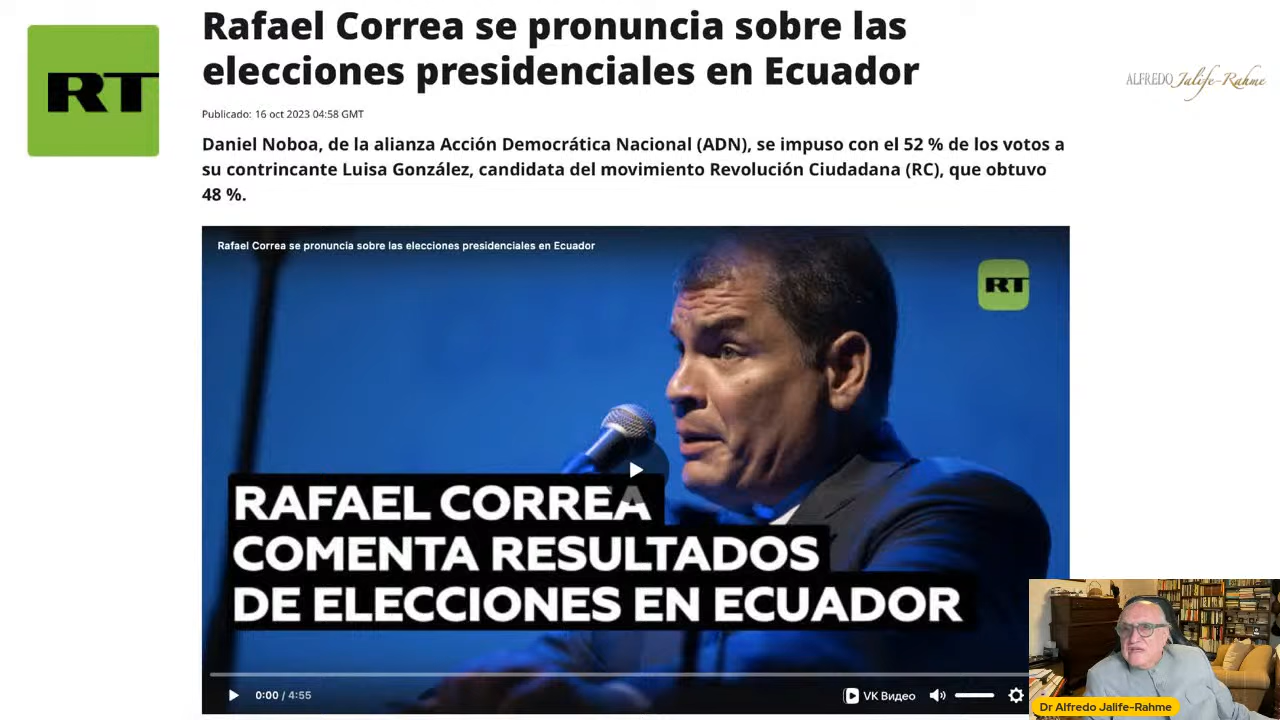 Rafael Correa se pronuncia sobre las
elecciones presidenciales en Ecuador
RT
ALFREDO Jalife-Rahme
Publicado: 16 oct 2023 04:58 GMT
Daniel Noboa, de la alianza Acción Democrática Nacional (ADN), se impuso con el 52 % de los votos a
su contrincante Luisa González, candidata del movimiento Revolución Ciudadana (RC), que obtuvo
48 %.
Rafael Correa se pronuncia sobre las elecciones presidenciales en Ecuador
RT
RAFAEL CORREA
COMENTA RESULTADOS
DE ELECCIONES EN ECUADOR
0:00 / 4:55
VK Видео
Dr Alfredo Jalife-Rahme